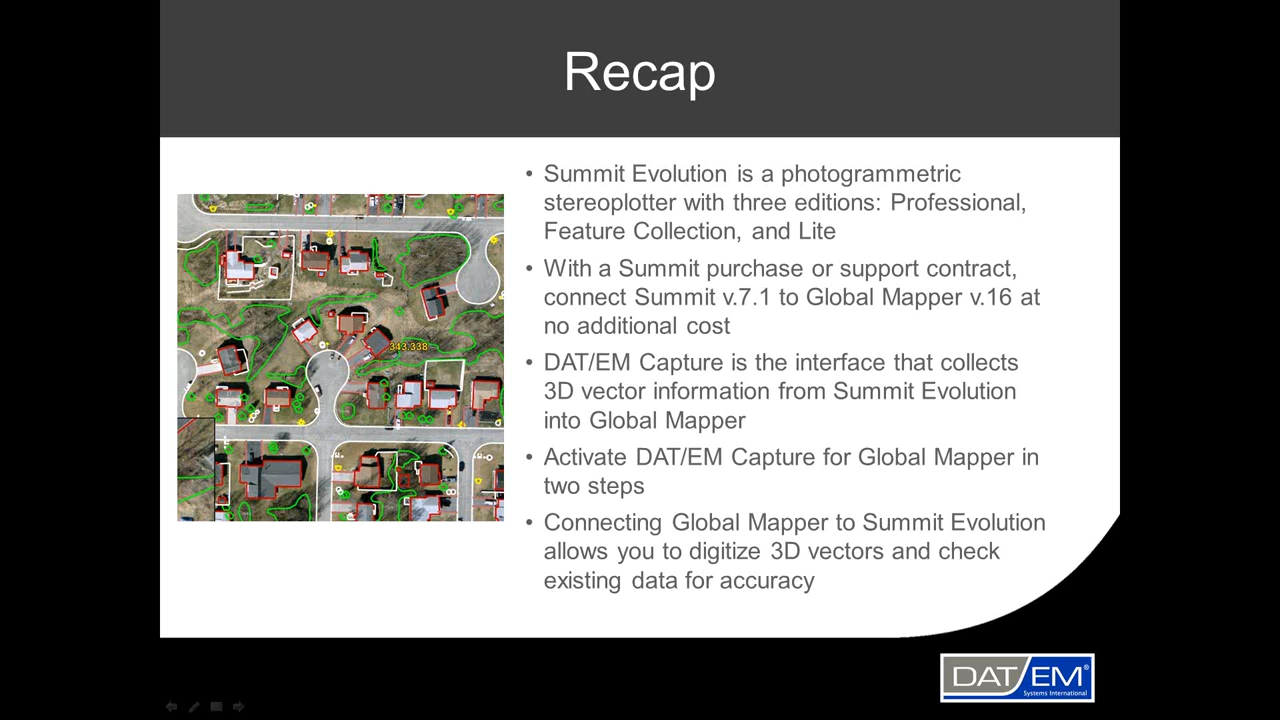 Recap
• Summit Evolution is a photogrammetric
stereoplotter with three editions: Professional,
Feature Collection, and Lite
• With a Summit purchase or support contract,
connect Summit v.7.1 to Global Mapper v.16 at
no additional cost
• DAT/EM Capture is the interface that collects
3D vector information from Summit Evolution
into Global Mapper
• Activate DAT/EM Capture for Global Mapper in
two steps
• Connecting Global Mapper to Summit Evolution
allows you to digitize 3D vectors and check
existing data for accuracy
343.338
DAT/EM®
Systems International